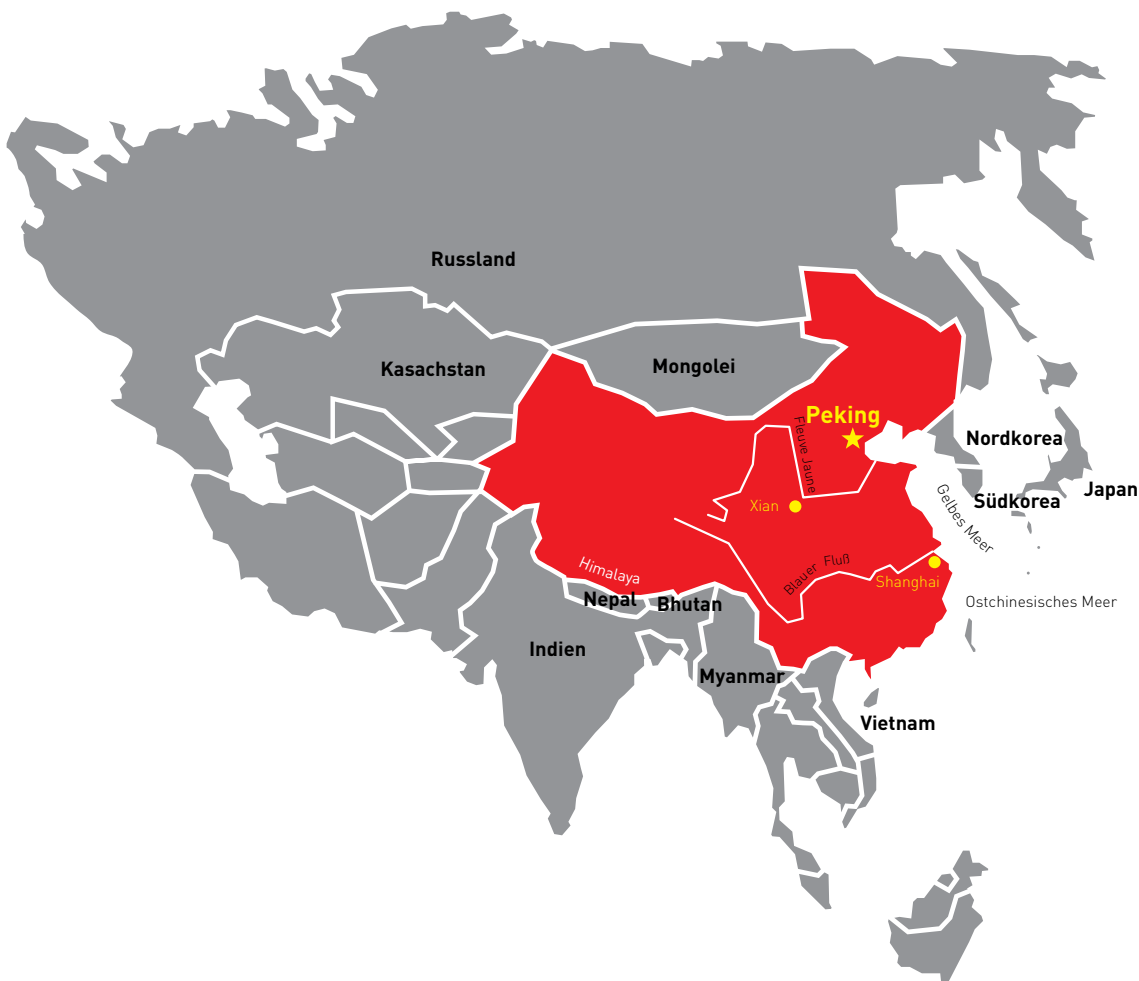 Russland
Mongolei
Kasachstan
Peking
Fleuve Jaune
Nordkorea
Japan
Südkorea
Gelbes Meer
Xian
Himalaya
Blauer Fluß
Shanghai
Nepal
Bhutan
Ostchinesisches Meer
Indien
Myanmar
Vietnam